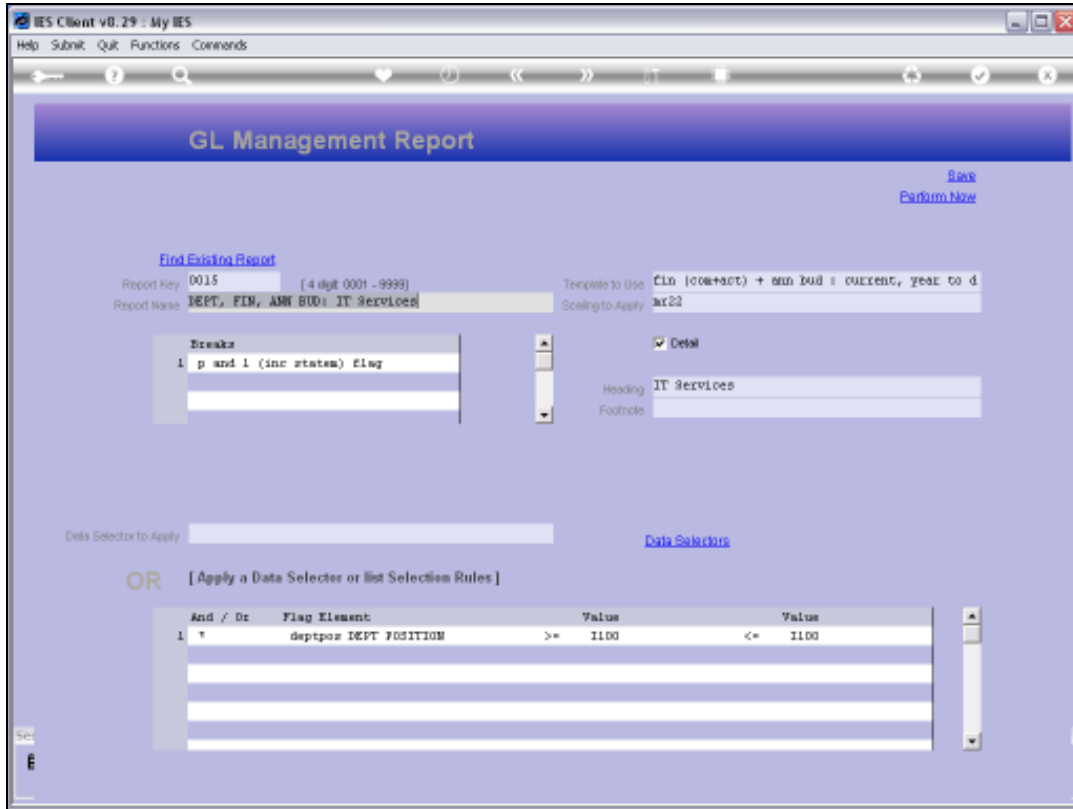 IES Client v8.29 : My IES
Help Submit Quit Functions Commands
GL Management Report
Save
Perform Now
Find Existing Report
Report Key 0015 [ 4 digit: 0001 - 9999]
Template to Use fin (com+act) + ann bud : current, year to d
Report Name DEPT, FIN, ANN BUD: IT Services
Scaling to Apply mr22
Breaks
1 p and l (inc statem) flag
Detail
Heading IT Services
Footnote
Data Selector to Apply
Data Selectors
OR [ Apply a Data Selector or list Selection Rules ]
And / Or Flag Element Value Value
1 deptpos DEPT POSITION >= I100 <= I100